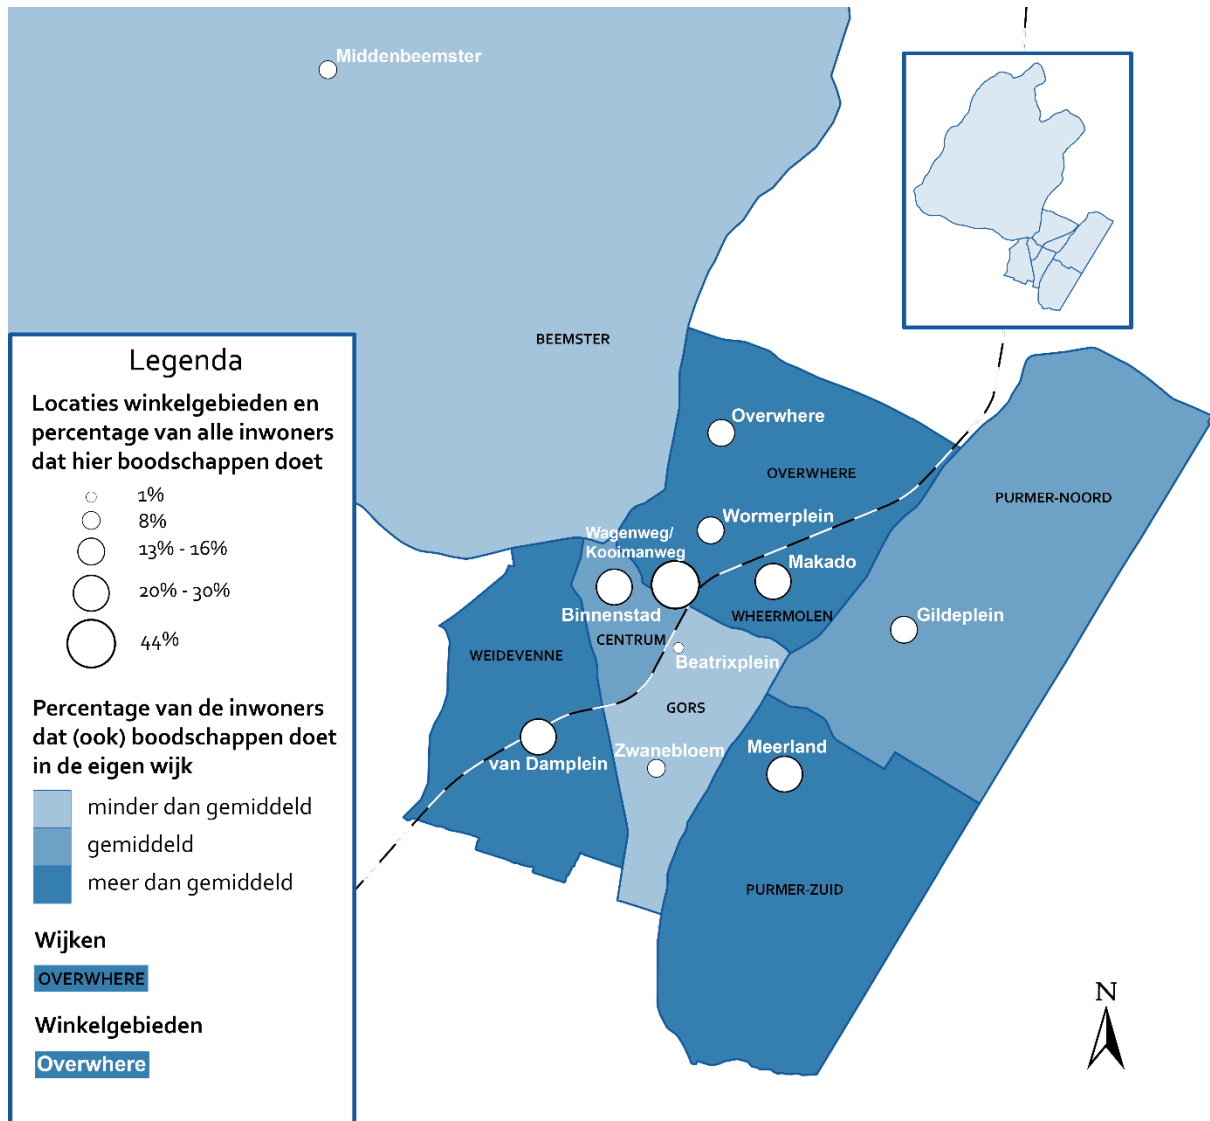 Middenbeemster
BEEMSTER
Overwhere
OVERWHERE
PURMER-NOORD
Wormerplein
Wagenweg/
Kooimanweg
Makado
Binnenstad
WHEERMOLEN
Gildeplein
CENTRUM
WEIDEVENNE
Beatrixplein
GORS
Zwanebloem
Meerland
van Damplein
PURMER-ZUID
N
Legenda
Locaties winkelgebieden en
percentage van alle inwoners
dat hier boodschappen doet
1%
8%
13% - 16%
20% - 30%
44%
Percentage van de inwoners
dat (ook) boodschappen doet
in de eigen wijk
minder dan gemiddeld
gemiddeld
meer dan gemiddeld
Wijken
OVERWHERE
Winkelgebieden
Overwhere